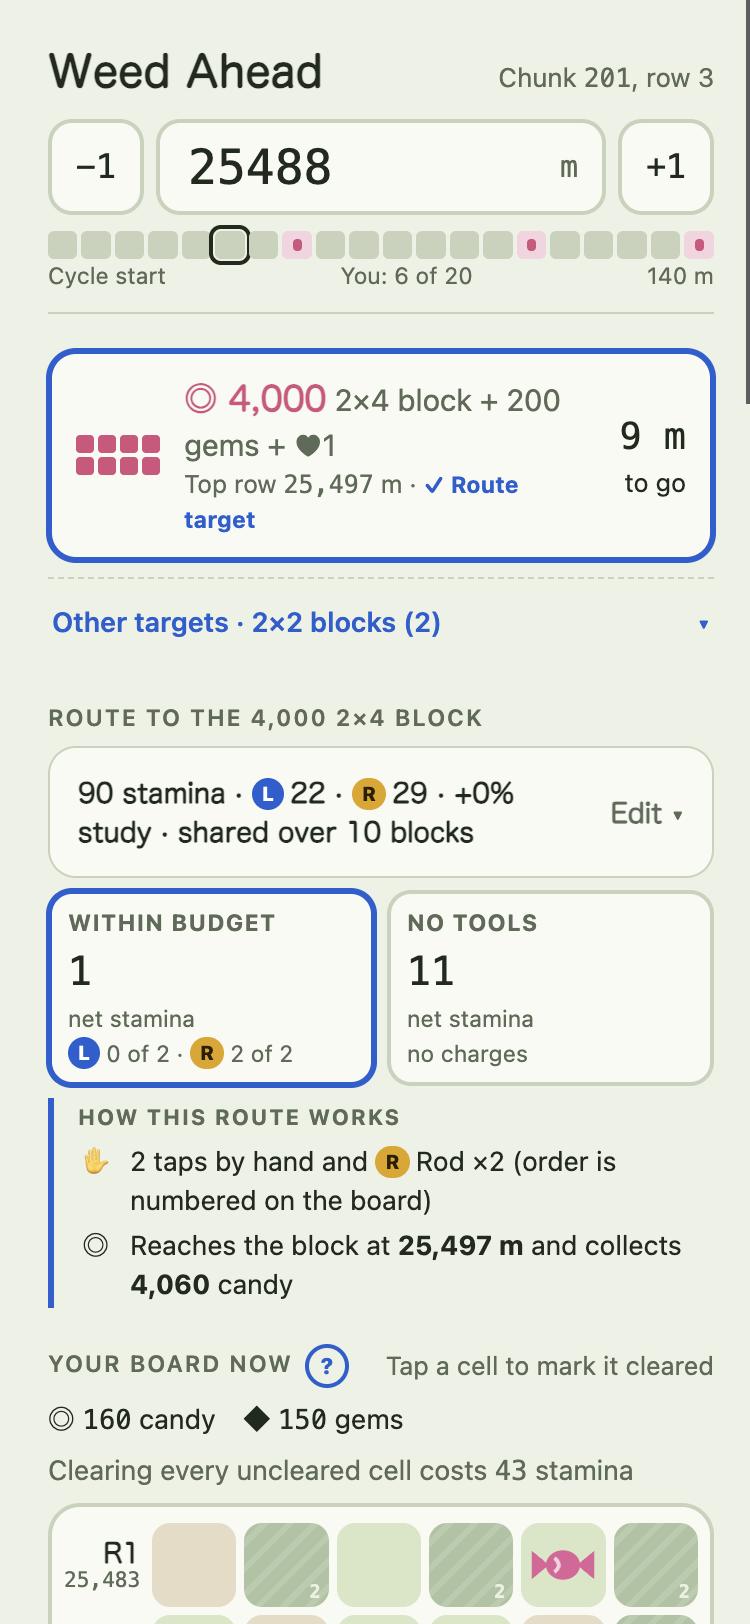 Weed Ahead
Chunk 201, row 3
−1
25488 m
+1
Cycle start
You: 6 of 20
140 m
◎ 4,000 2×4 block + 200
gems + ♥1
Top row 25,497 m · ✓ Route
target
9 m
to go
Other targets · 2×2 blocks (2) ▾
ROUTE TO THE 4,000 2×4 BLOCK
90 stamina · L 22 · R 29 · +0%
study · shared over 10 blocks
Edit ▾
WITHIN BUDGET
1
net stamina
L 0 of 2 · R 2 of 2
NO TOOLS
11
net stamina
no charges
HOW THIS ROUTE WORKS
2 taps by hand and R Rod ×2 (order is
numbered on the board)
◎ Reaches the block at 25,497 m and collects
4,060 candy
YOUR BOARD NOW ?
Tap a cell to mark it cleared
◎ 160 candy ◆ 150 gems
Clearing every uncleared cell costs 43 stamina
R1
25,483
2 2 2